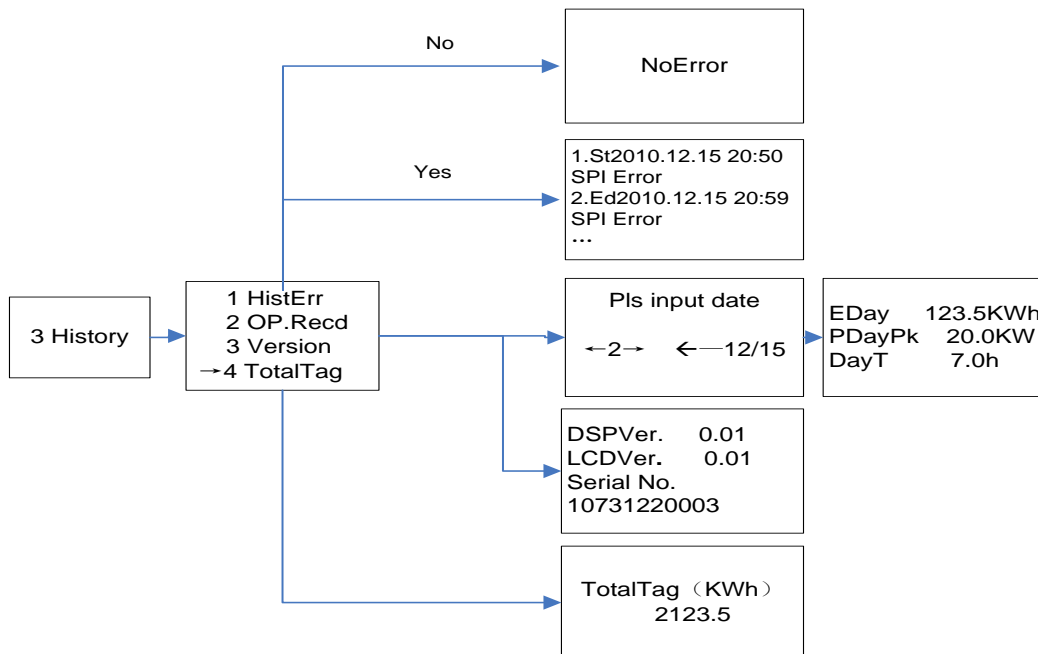 No
NoError
Yes
1.St2010.12.15 20:50
SPI Error
2.Ed2010.12.15 20:59
SPI Error
...
3 History
1 HistErr
2 OP.Recd
3 Version
→4 TotalTag
Pls input date
←2→ ←—12/15
EDay 123.5KWh
PDayPk 20.0KW
DayT 7.0h
DSPVer. 0.01
LCDVer. 0.01
Serial No.
10731220003
TotalTag（KWh）
2123.5